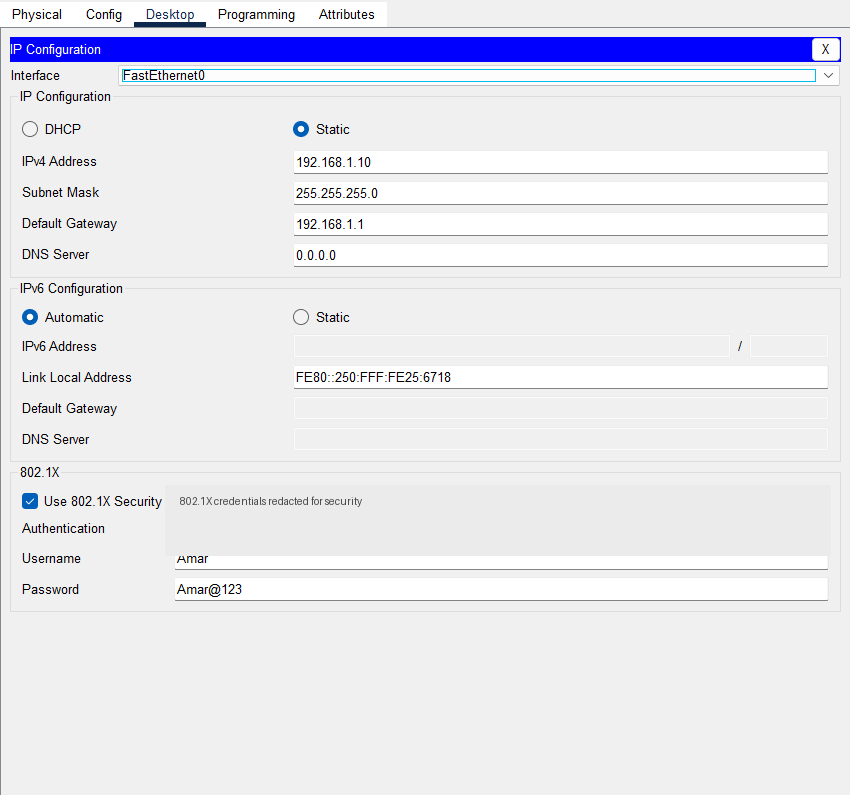 Physical Config Desktop Programming Attributes
IP Configuration X
Interface FastEthernet0
IP Configuration
DHCP Static
IPv4 Address 192.168.1.10
Subnet Mask 255.255.255.0
Default Gateway 192.168.1.1
DNS Server 0.0.0.0
IPv6 Configuration
Automatic Static
IPv6 Address /
Link Local Address FE80::250:FFF:FE25:6718
Default Gateway
DNS Server
802.1X
Use 802.1X Security 802.1X credentials redacted for security
Authentication
Username Amar
Password Amar@123